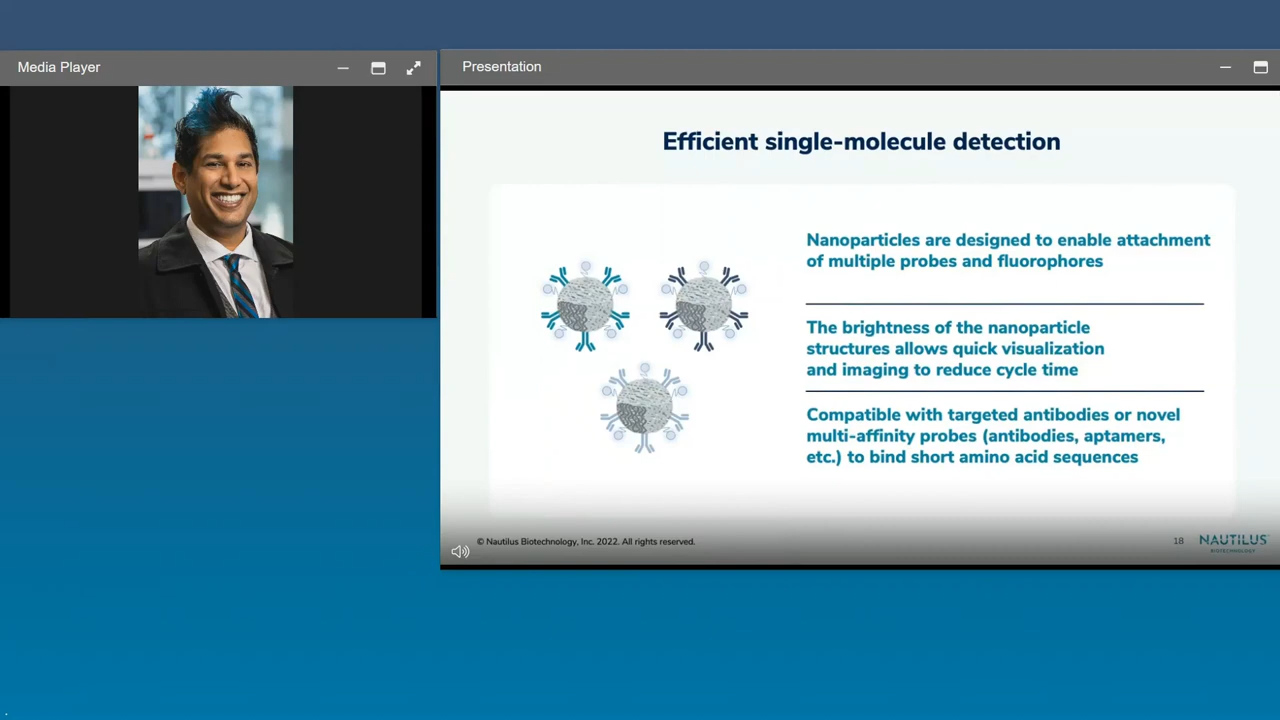 Media Player
Presentation
Efficient single-molecule detection
Nanoparticles are designed to enable attachment
of multiple probes and fluorophores
The brightness of the nanoparticle
structures allows quick visualization
and imaging to reduce cycle time
Compatible with targeted antibodies or novel
multi-affinity probes (antibodies, aptamers,
etc.) to bind short amino acid sequences
© Nautilus Biotechnology, Inc. 2022. All rights reserved.
18
NAUTILUS
BIOTECHNOLOGY